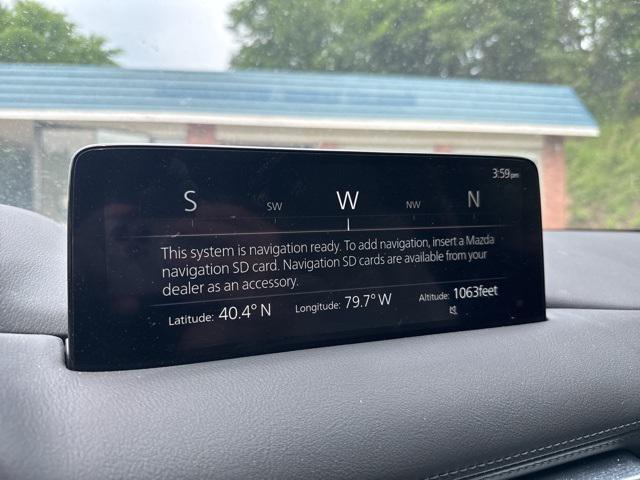 3:59pm
S SW W NW N
This system is navigation ready. To add navigation, insert a Mazda
navigation SD card. Navigation SD cards are available from your
dealer as an accessory.
Latitude: 40.4° N Longitude: 79.7° W Altitude: 1063feet